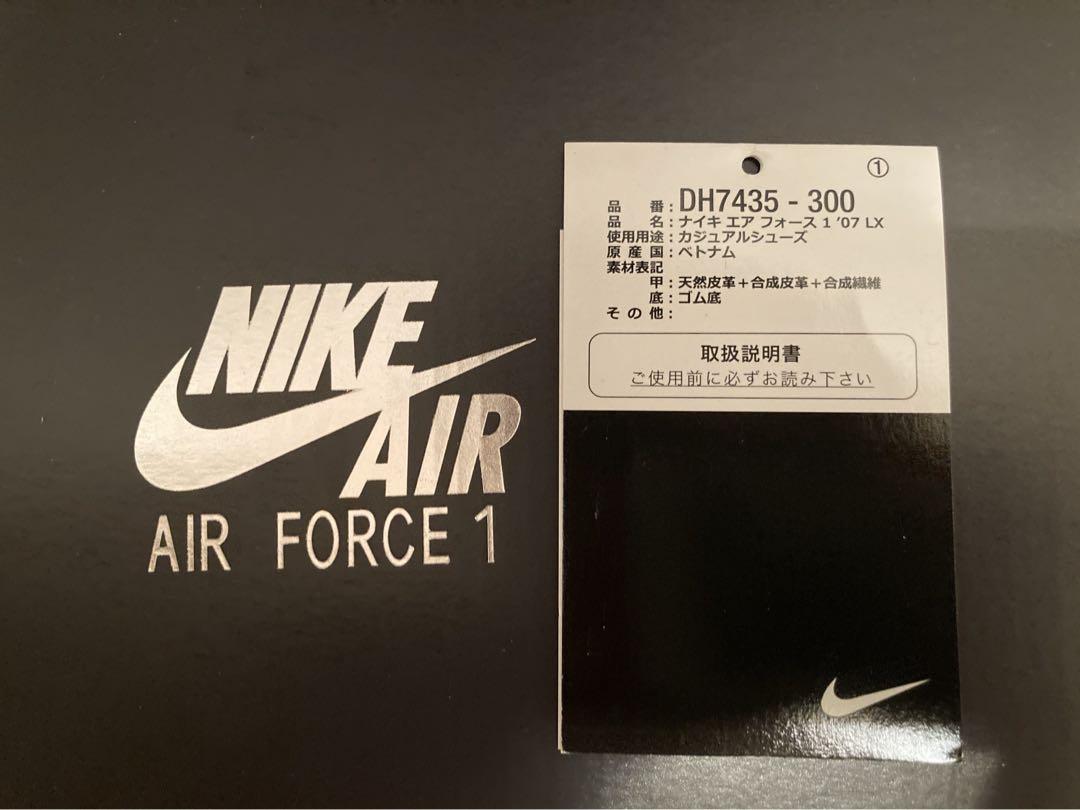 NIKE
AIR
AIR FORCE 1
①
品番:DH7435-300
品名:ナイキ エア フォース 1 '07 LX
使用用途:カジュアルシューズ
原産国:ベトナム
素材表記
甲:天然皮革+合成皮革+合成繊維
底:ゴム底
その他:
取扱説明書
ご使用前に必ずお読み下さい